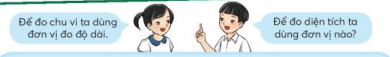 Để đo chu vi ta dùng
đơn vị đo độ dài.
Để đo diện tích ta
dùng đơn vị nào?